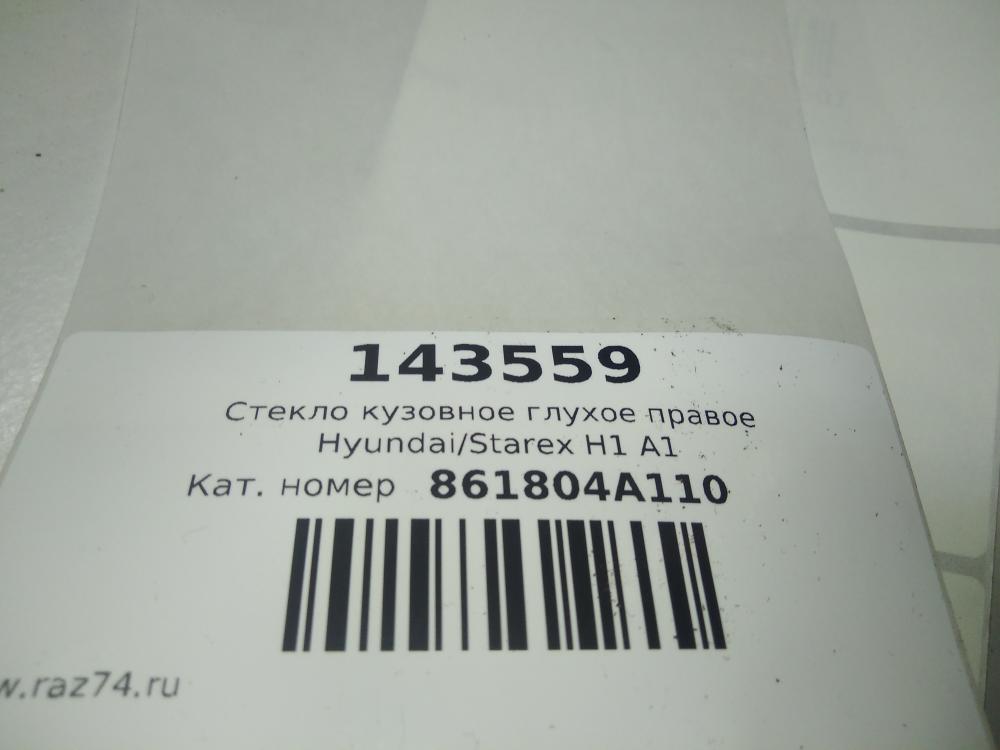 143559
Стекло кузовное глухое правое
Hyundai/Starex H1 A1
Кат. номер 861804A110
w.raz74.ru